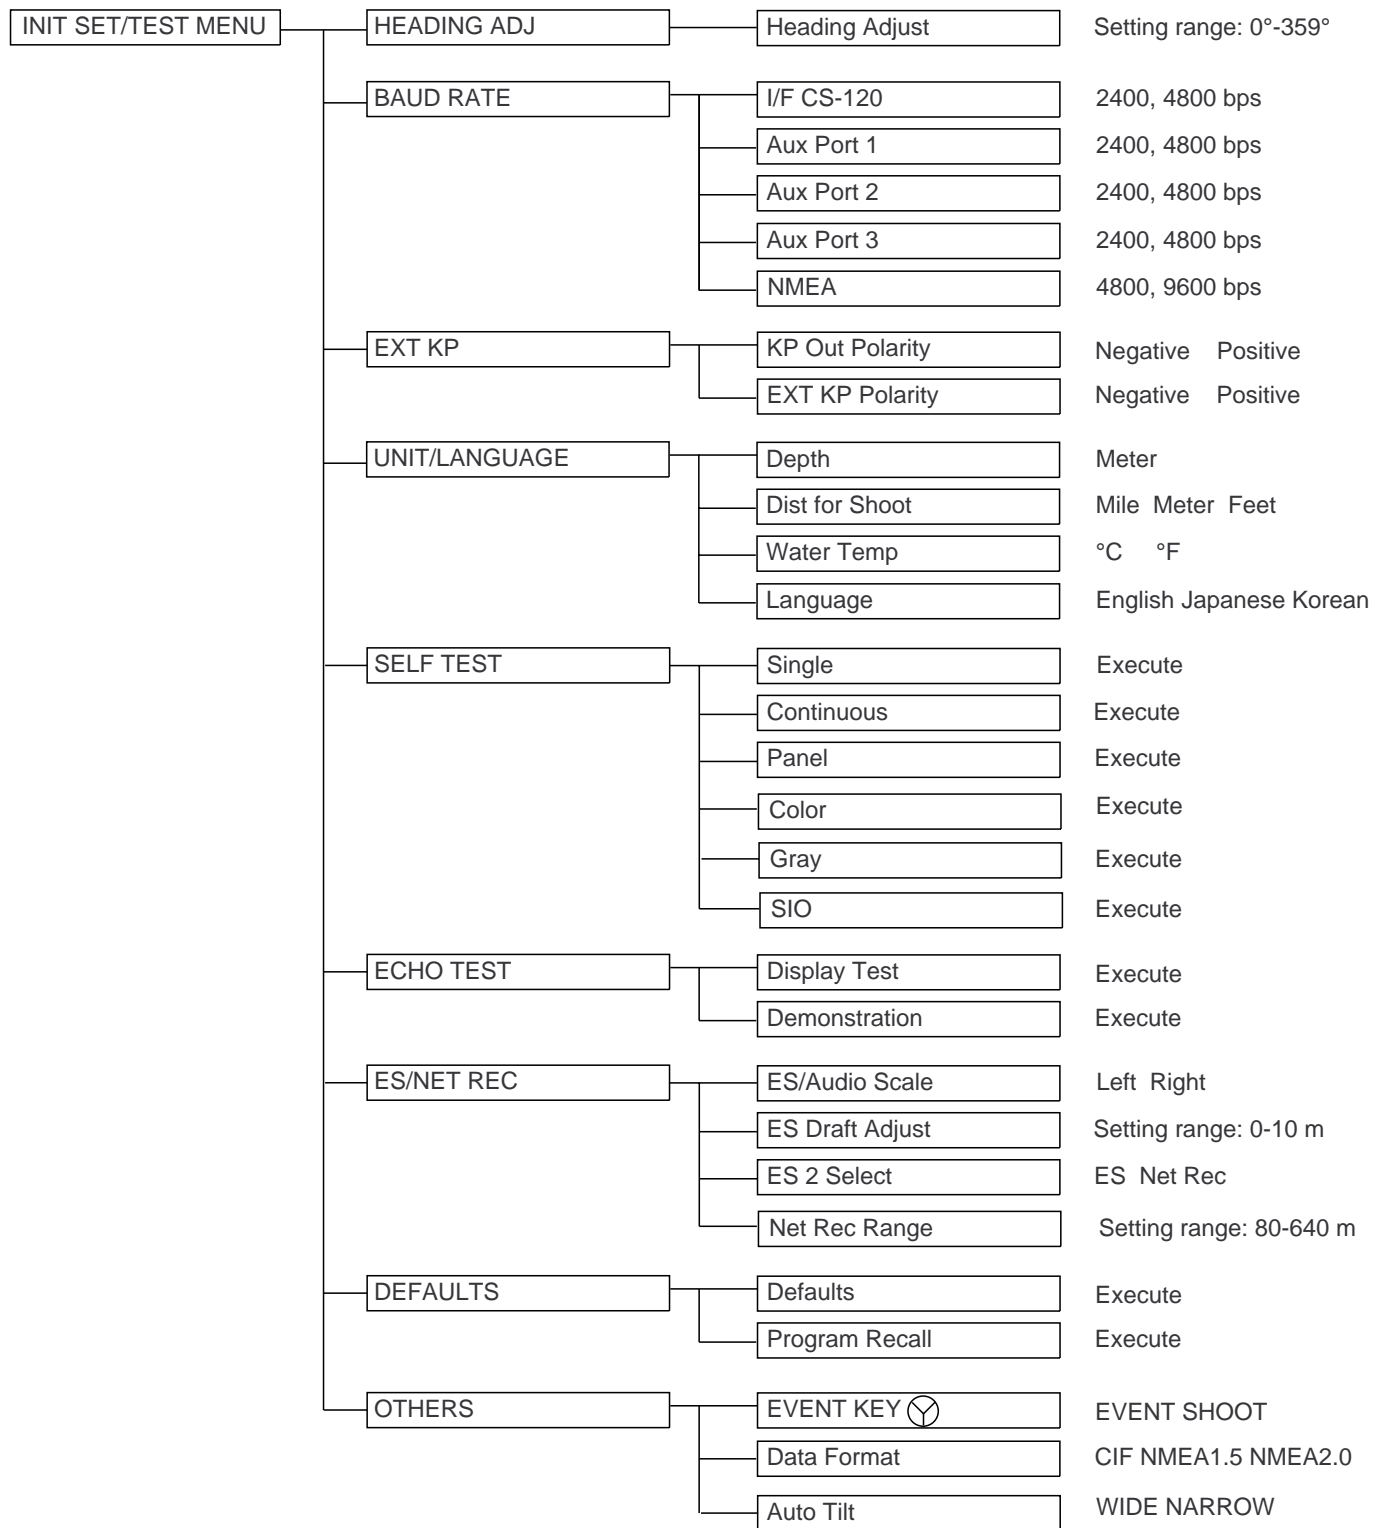 INIT SET/TEST MENU HEADING ADJ Heading Adjust Setting range: 0°-359°
BAUD RATE I/F CS-120 2400, 4800 bps
Aux Port 1 2400, 4800 bps
Aux Port 2 2400, 4800 bps
Aux Port 3 2400, 4800 bps
NMEA 4800, 9600 bps
EXT KP KP Out Polarity Negative Positive
EXT KP Polarity Negative Positive
UNIT/LANGUAGE Depth Meter
Dist for Shoot Mile Meter Feet
Water Temp °C °F
Language English Japanese Korean
SELF TEST Single Execute
Continuous Execute
Panel Execute
Color Execute
Gray Execute
SIO Execute
ECHO TEST Display Test Execute
Demonstration Execute
ES/NET REC ES/Audio Scale Left Right
ES Draft Adjust Setting range: 0-10 m
ES 2 Select ES Net Rec
Net Rec Range Setting range: 80-640 m
DEFAULTS Defaults Execute
Program Recall Execute
OTHERS EVENT KEY EVENT SHOOT
Data Format CIF NMEA1.5 NMEA2.0
Auto Tilt WIDE NARROW